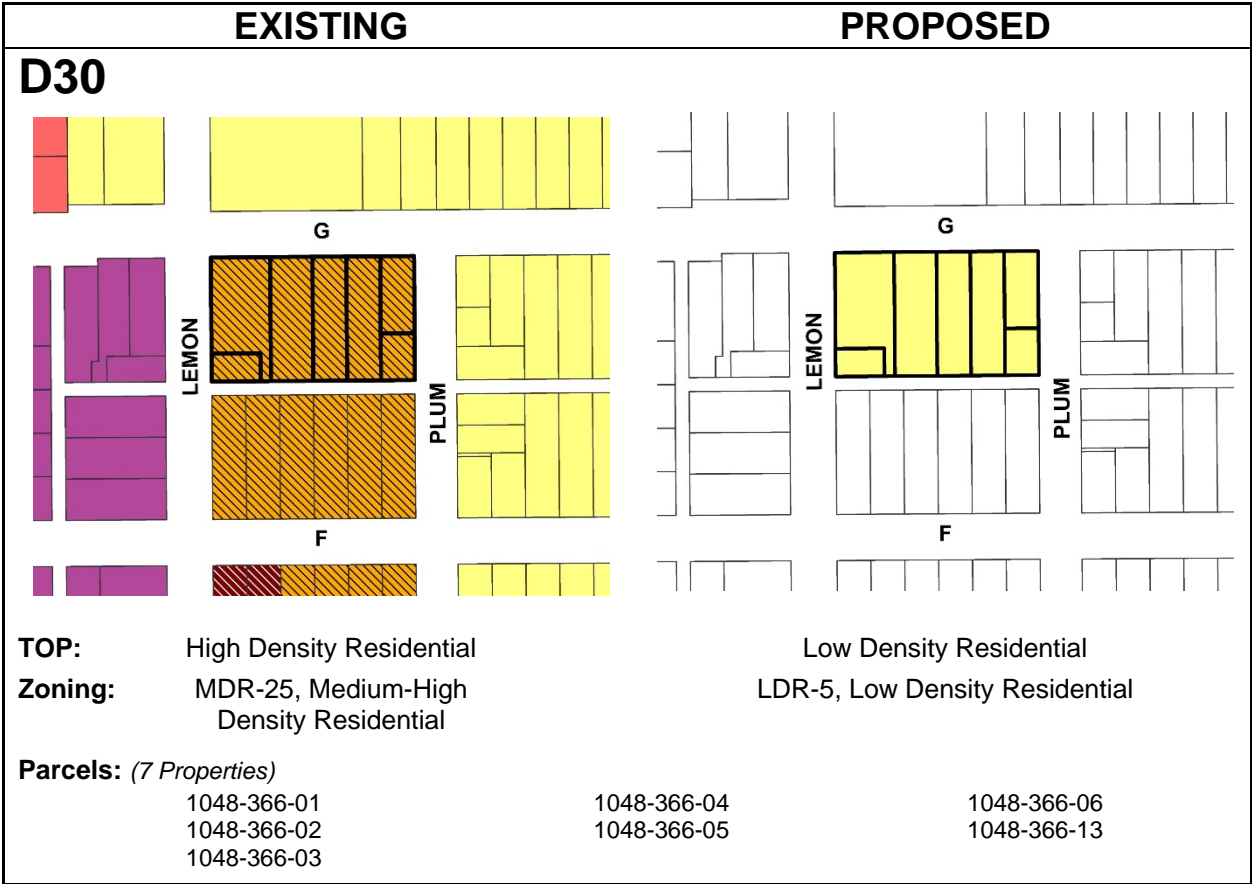 EXISTING
PROPOSED
D30
G
LEMON
PLUM
F
G
LEMON
PLUM
F
TOP: High Density Residential
Low Density Residential
Zoning: MDR-25, Medium-High
Density Residential
LDR-5, Low Density Residential
Parcels: (7 Properties)
1048-366-01
1048-366-02
1048-366-03
1048-366-04
1048-366-05
1048-366-06
1048-366-13